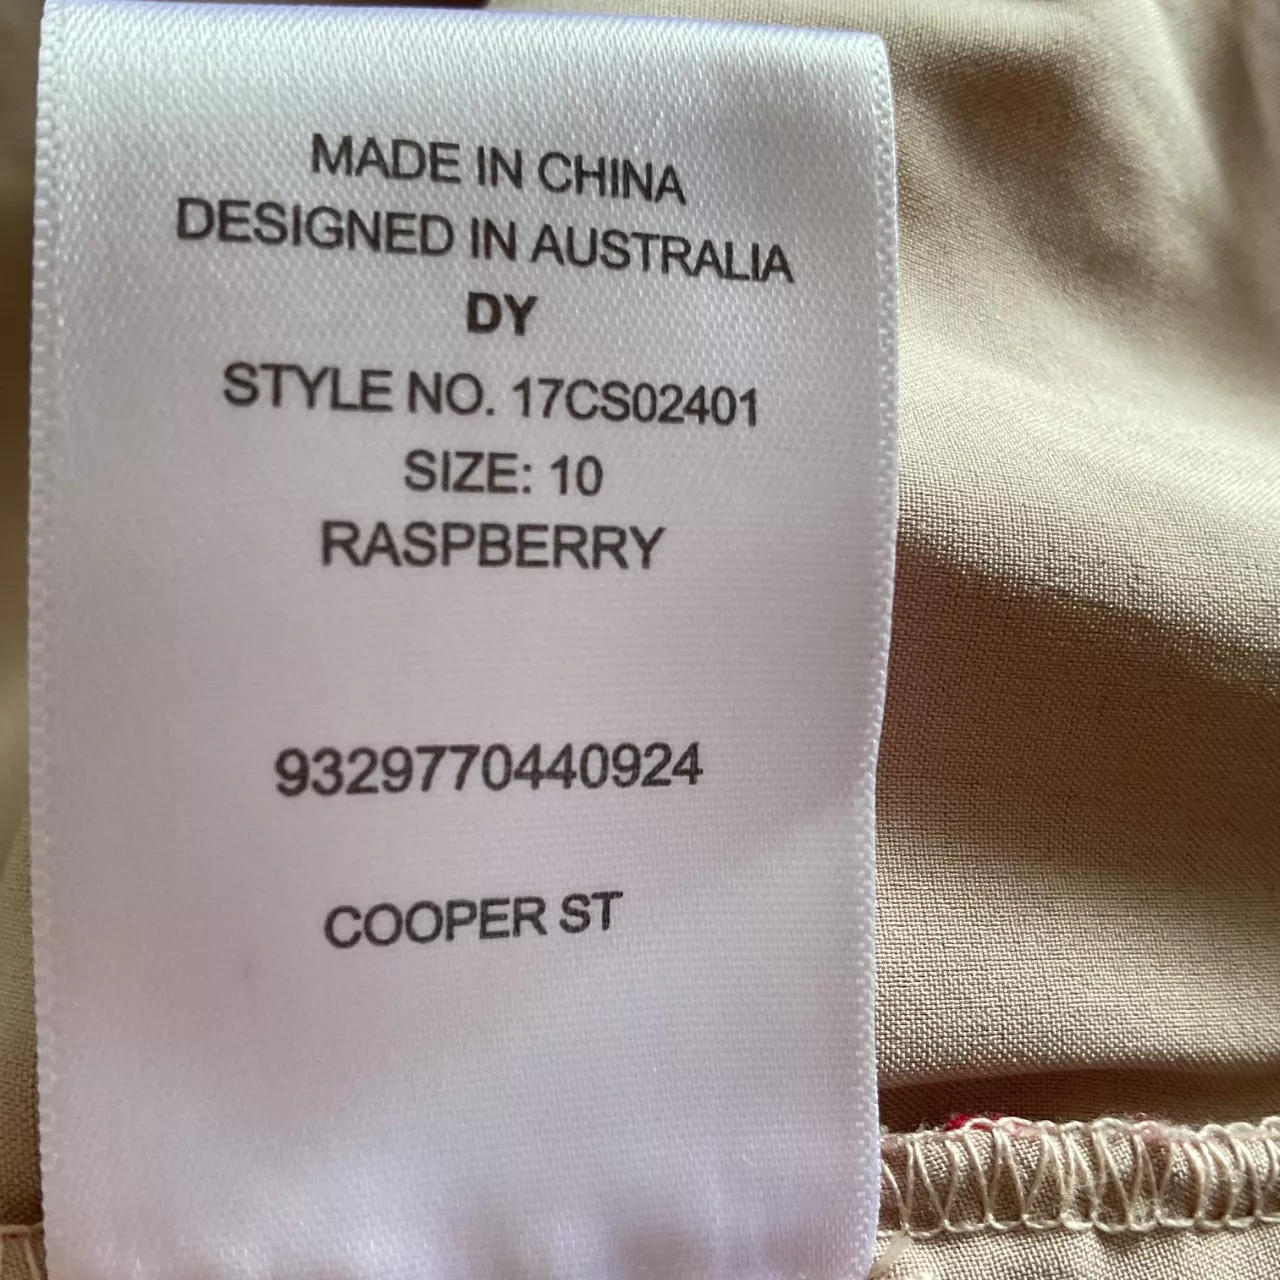 MADE IN CHINA
DESIGNED IN AUSTRALIA
DY
STYLE NO. 17CS02401
SIZE: 10
RASPBERRY
9329770440924
COOPER ST